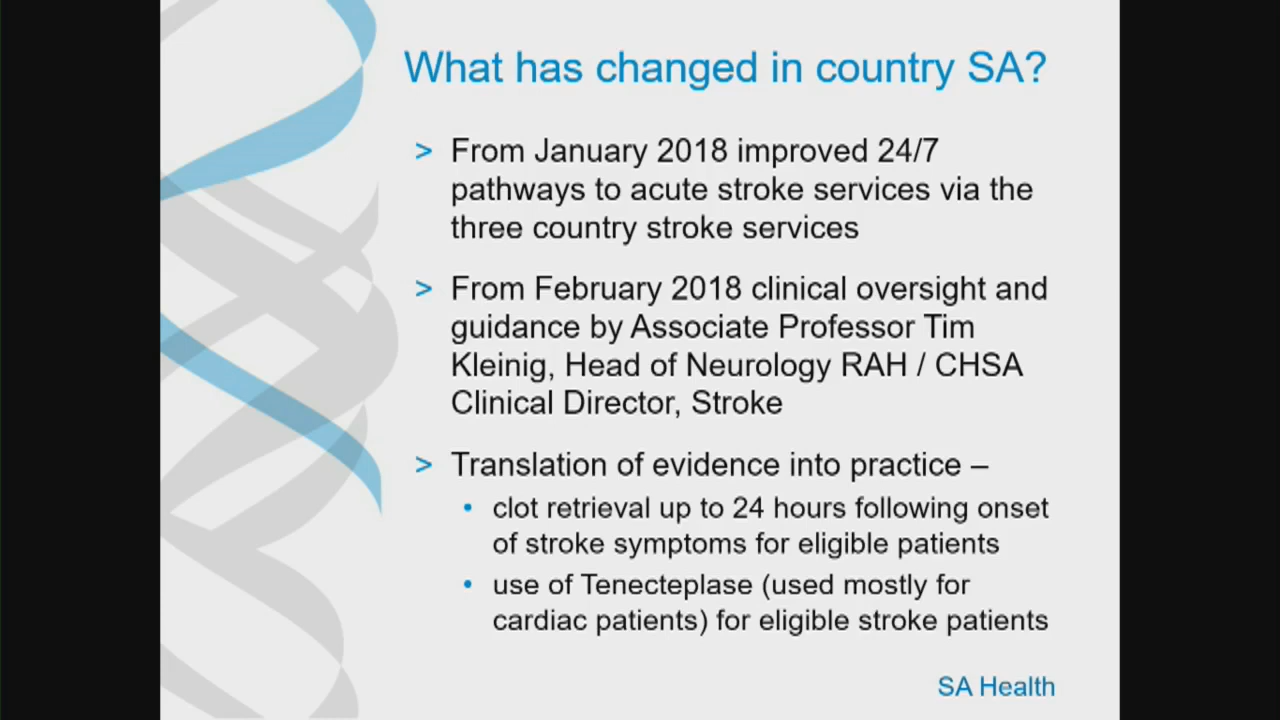 What has changed in country SA?
> From January 2018 improved 24/7
pathways to acute stroke services via the
three country stroke services
> From February 2018 clinical oversight and
guidance by Associate Professor Tim
Kleinig, Head of Neurology RAH / CHSA
Clinical Director, Stroke
> Translation of evidence into practice –
• clot retrieval up to 24 hours following onset
of stroke symptoms for eligible patients
• use of Tenecteplase (used mostly for
cardiac patients) for eligible stroke patients
SA Health